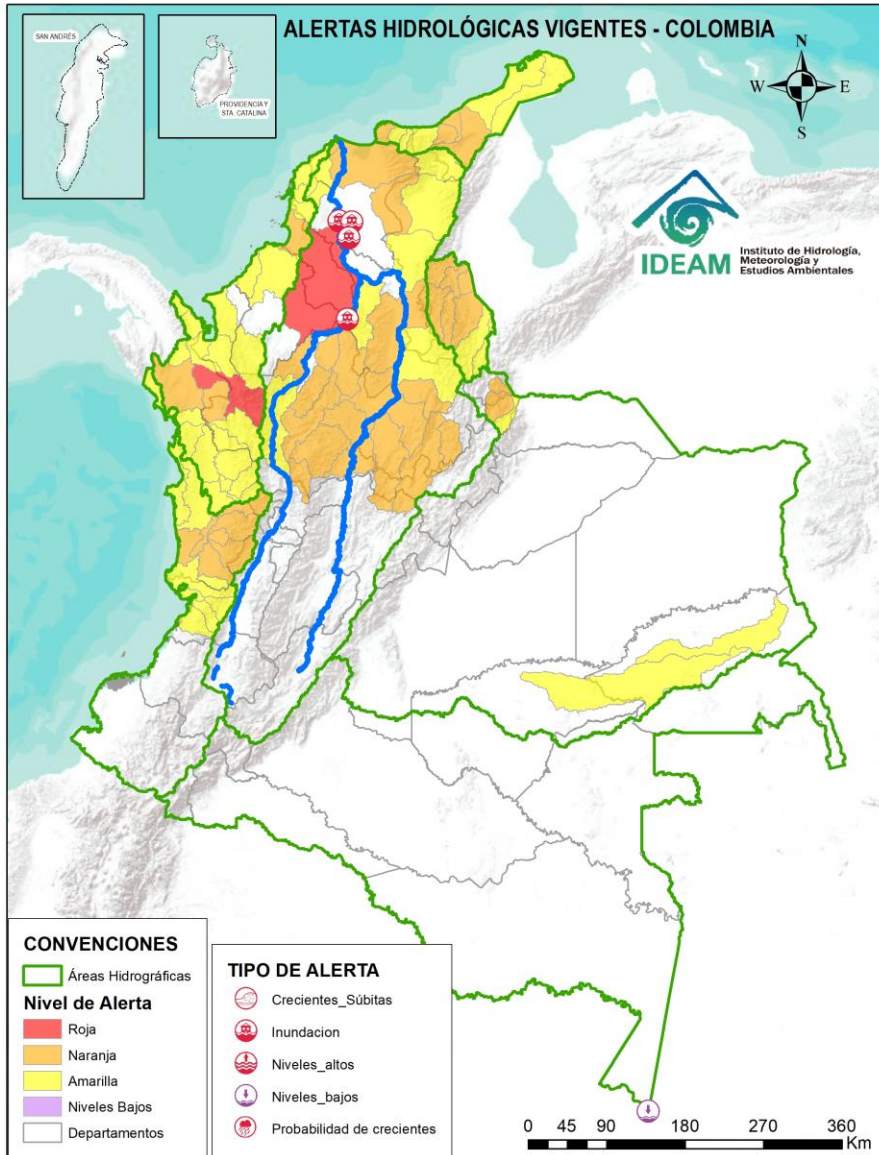 ALERTAS HIDROLÓGICAS VIGENTES - COLOMBIA
SAN ANDRÉS
PROVIDENCIA Y
STA. CATALINA
N
W
E
S
IDEAM
Instituto de Hidrología,
Meteorología y
Estudios Ambientales
CONVENCIONES
Áreas Hidrográficas
Nivel de Alerta
Roja
Naranja
Amarilla
Niveles Bajos
Departamentos
TIPO DE ALERTA
Crecientes_Súbitas
Inundacion
Niveles_altos
Niveles_bajos
Probabilidad de crecientes
0 45 90 180 270 360
Km